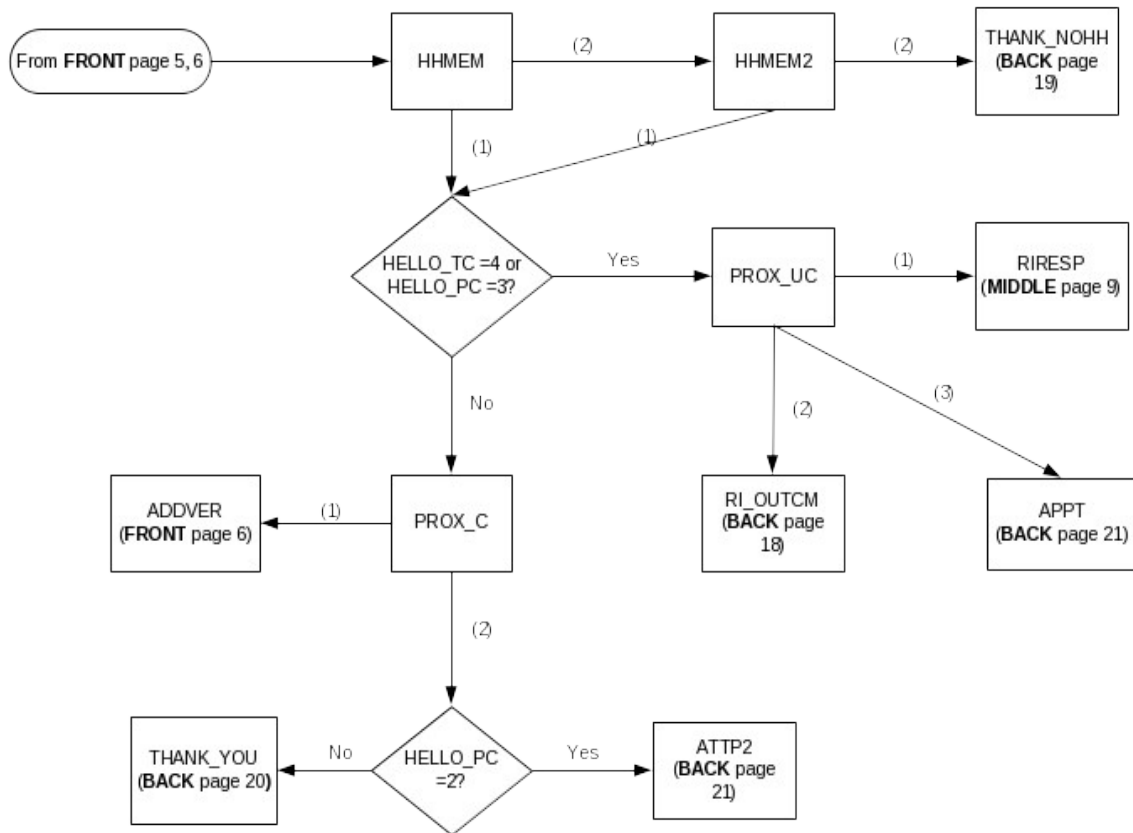 From FRONT page 5, 6
HHMEM
(2)
HHMEM2
(2)
THANK_NOHH
(BACK page
19)
(1)
(1)
HELLO_TC =4 or
HELLO_PC =3?
Yes
PROX_UC
(1)
RIRESP
(MIDDLE page 9)
No
(2)
(3)
ADDVER
(FRONT page 6)
(1)
PROX_C
RI_OUTCM
(BACK page
18)
APPT
(BACK page 21)
(2)
THANK_YOU
(BACK page 20)
No
HELLO_PC
=2?
Yes
ATTP2
(BACK page
21)